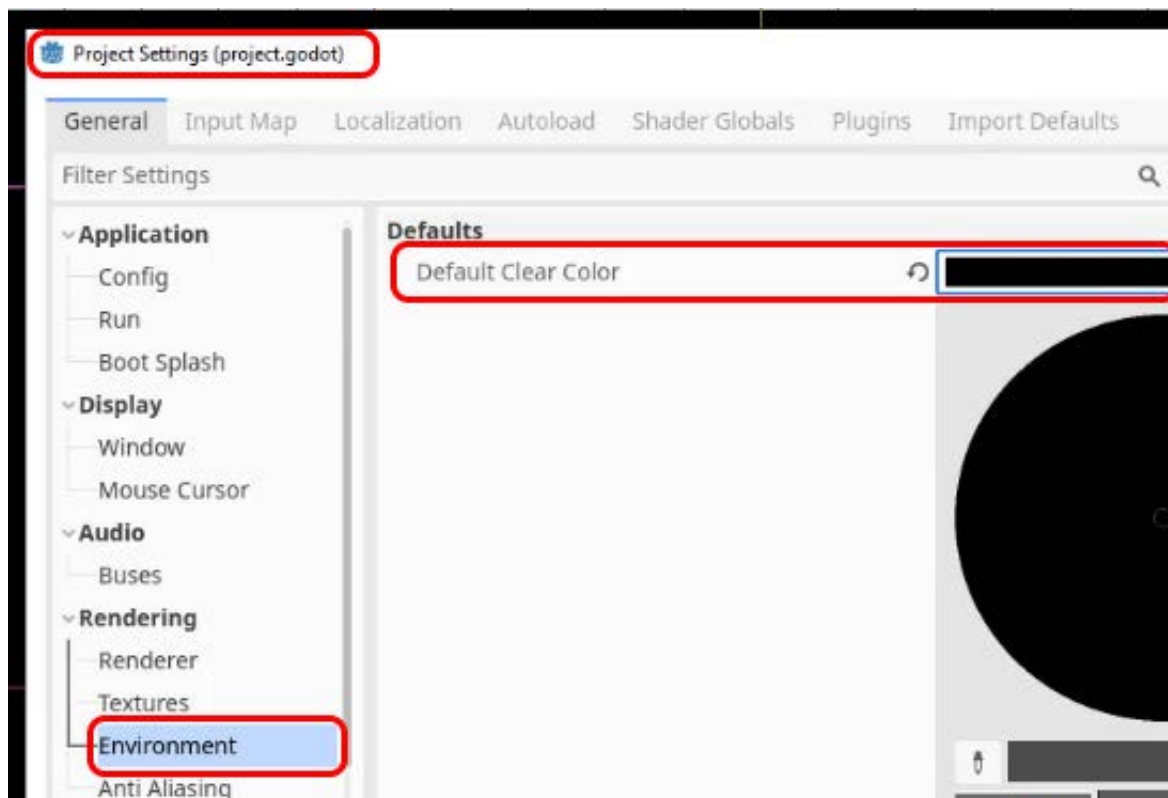 Project Settings (project.godot)
General Input Map Localization Autoload Shader Globals Plugins Import Defaults
Filter Settings
Application
Config
Run
Boot Splash
Display
Window
Mouse Cursor
Audio
Buses
Rendering
Renderer
Textures
Environment
Anti Aliasing
Defaults
Default Clear Color